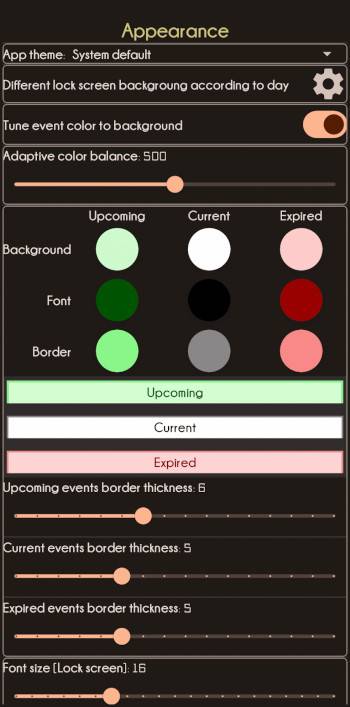 Appearance
App theme: System default
Different lock screen backgroung according to day
Tune event color to background
Adaptive color balance: 500
Upcoming Current Expired
Background
Font
Border
Upcoming
Current
Expired
Upcoming events border thickness: 6
Current events border thickness: 5
Expired events border thickness: 5
Font size [Lock screen]: 16